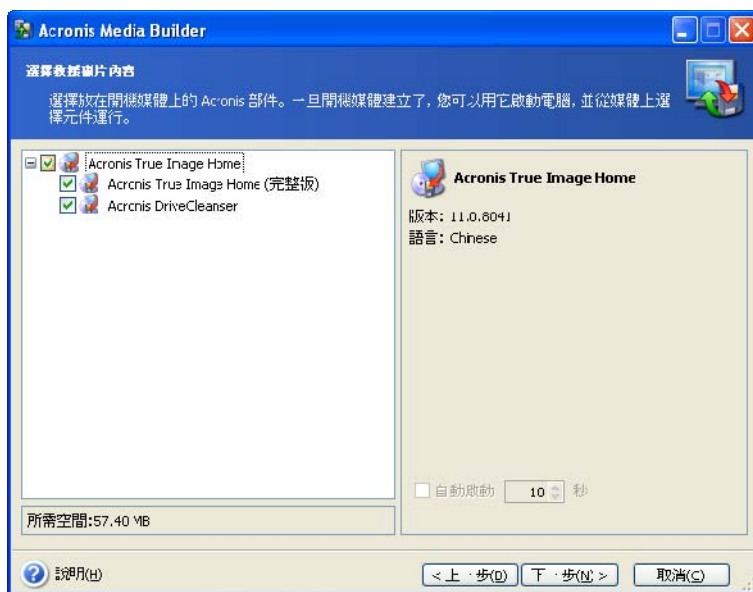 Acronis Media Builder
選擇救援碟片內容
選擇放在開機媒體上的 Acronis 部件。一旦開機媒體建立了, 您可以用它啟動電腦, 並從媒體上選
擇元件運行。
Acronis True Image Home
Acronis True Image Home (完整版)
Acronis DriveCleanser
Acronis True Image Home
版本: 11.0.8041
語言: Chinese
自動啟動 10 秒
所需空間:57.40 MB
說明(H)
< 上一步(D)
下一步(N) >
取消(C)